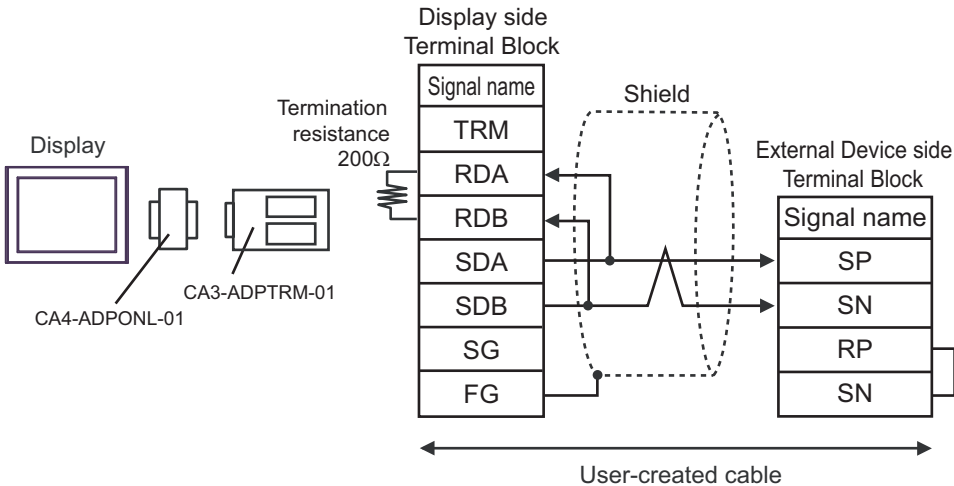 Display side
Terminal Block
Signal name
TRM
RDA
RDB
SDA
SDB
SG
FG
Termination
resistance
200Ω
Shield
Display
CA4-ADPONL-01
CA3-ADPTRM-01
External Device side
Terminal Block
Signal name
SP
SN
RP
SN
User-created cable